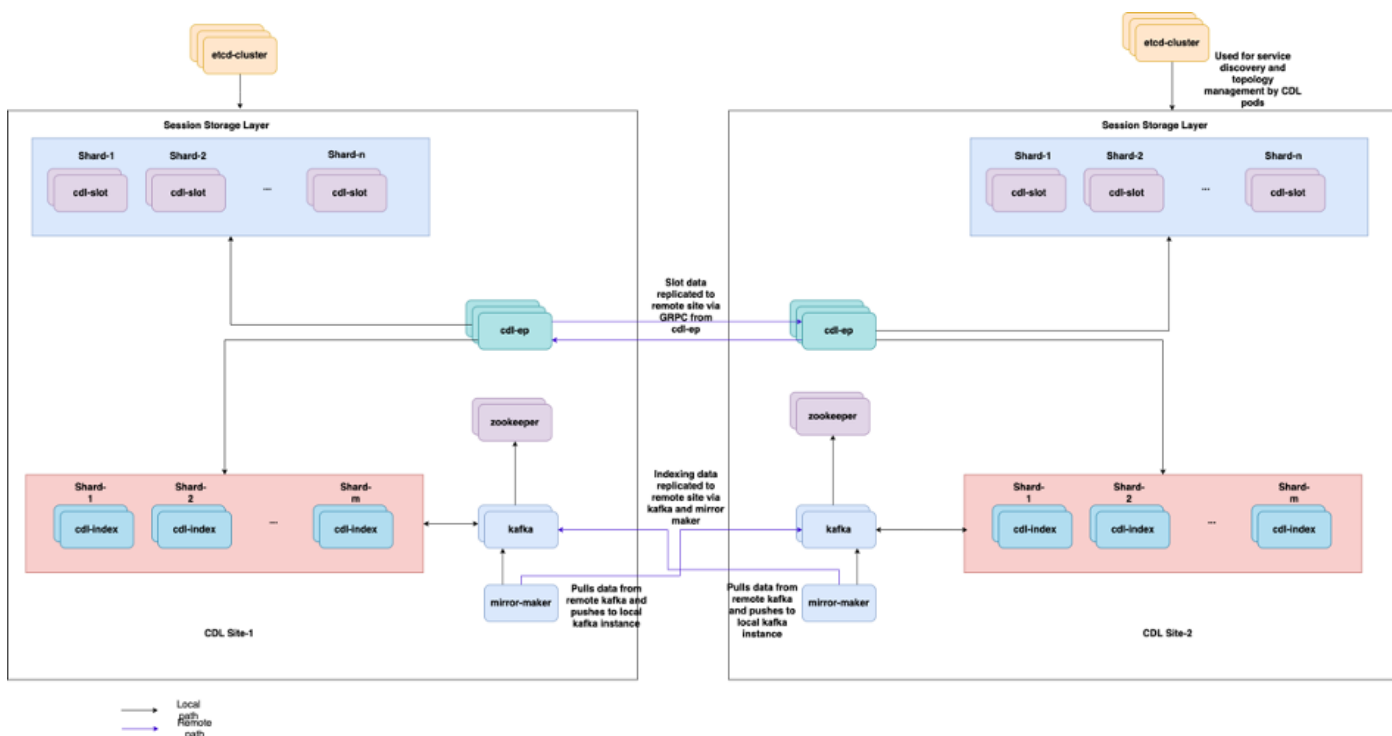 etcd-cluster
Session Storage Layer
Shard-1
Shard-2
Shard-n
cdl-slot
cdl-slot
...
cdl-slot
cdl-ep
zookeeper
Shard-
1
Shard-
2
Shard-
m
cdl-index
cdl-index
...
cdl-index
kafka
mirror-maker
CDL Site-1
Slot data
replicated to
remote site via
GRPC from
cdl-ep
Indexing data
replicated to
remote site via
kafka and mirror
maker
Pulls data from
remote kafka and
pushes to local
kafka instance
etcd-cluster
Used for service
discovery and
topology
management by CDL
pods
Session Storage Layer
Shard-1
Shard-2
Shard-n
cdl-slot
cdl-slot
...
cdl-slot
cdl-ep
zookeeper
kafka
Shard-
1
Shard-
2
Shard-
m
cdl-index
cdl-index
...
cdl-index
Pulls data from
remote kafka
and pushes to
local kafka
instance
mirror-maker
CDL Site-2
Local
path
Remote
path